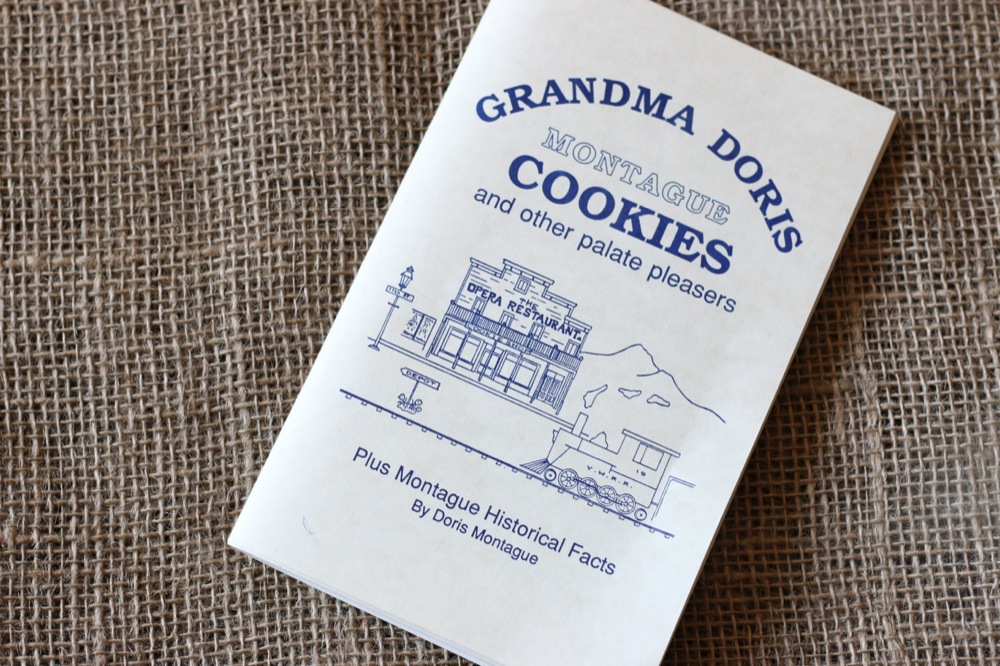 GRANDMA DORIS
MONTAGUE
COOKIES
and other palate pleasers
THE
OPERA RESTAURANT
DEPOT
19
Y.W.R.R.
Plus Montague Historical Facts
By Doris Montague